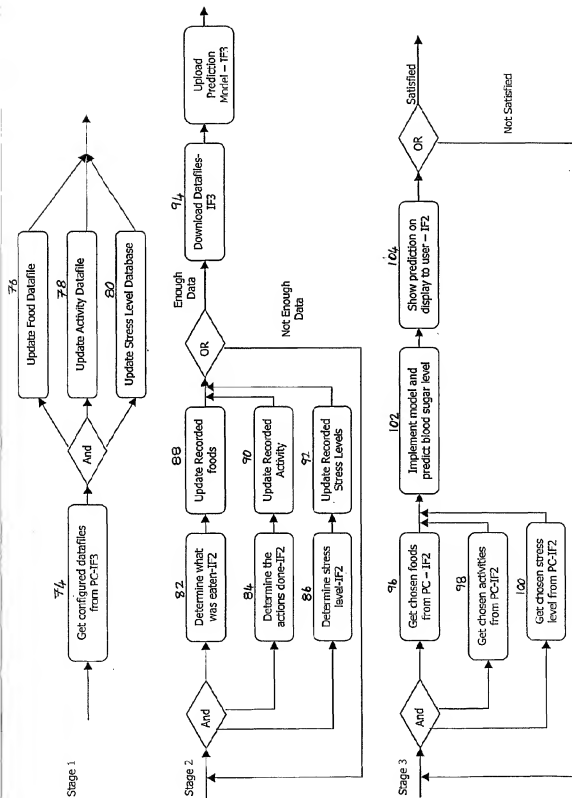 Stage 1
74
Get configured datafiles
from PC-IF3
And
76
Update Food Datafile
78
Update Activity Datafile
80
Update Stress Level Database
Stage 2
And
82
Determine what
was eaten-IF2
84
Determine the
actions done-IF2
86
Determine stress
level-IF2
88
Update Recorded
foods
90
Update Recorded
Activity
92
Update Recorded
Stress Levels
OR
Enough
Data
Not Enough
Data
94
Download Datafiles-
IF3
Upload
Prediction
Model – IF3
Stage 3
And
96
Get chosen foods
from PC – IF2
98
Get chosen activities
from PC-IF2
100
Get chosen stress
level from PC-IF2
102
Implement model and
predict blood sugar level
104
Show prediction on
display to user – IF2
OR
Satisfied
Not Satisfied